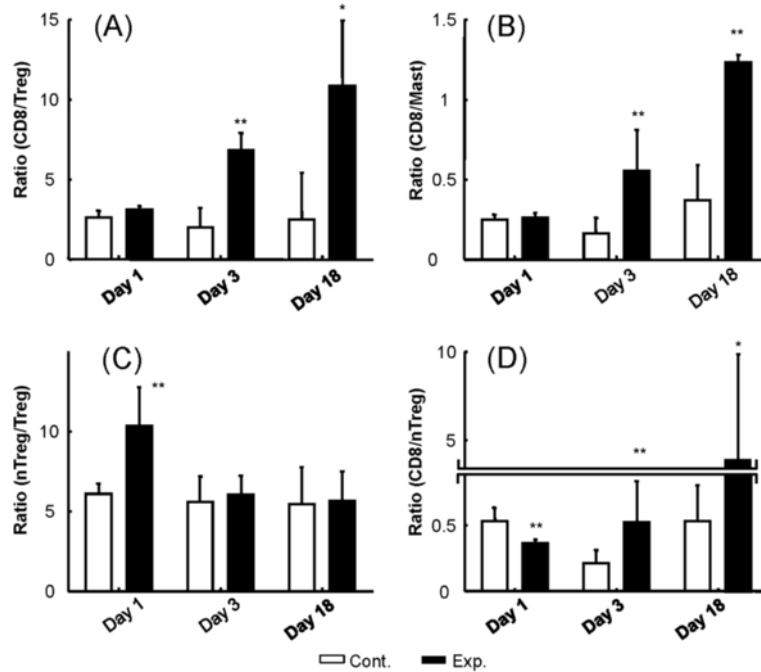 (A)
Ratio (CD8/Treg)
15
10
5
0
*
**
Day 1
Day 3
Day 18
(B)
Ratio (CD8/Mast)
1.5
1
0.5
0
**
**
Day 1
Day 3
Day 18
(C)
Ratio (nTreg/Treg)
10
5
0
**
Day 1
Day 3
Day 18
(D)
Ratio (CD8/nTreg)
10
5
0.5
0
*
**
**
Day 1
Day 3
Day 18
Cont.
Exp.